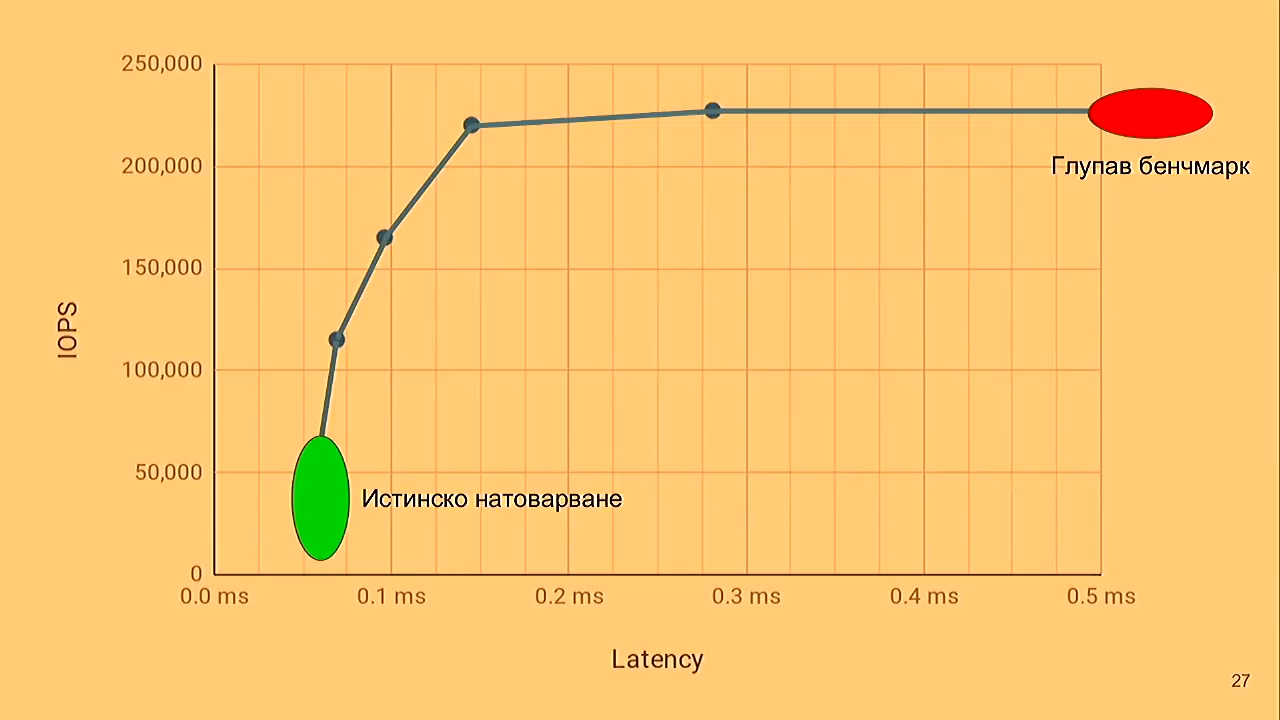 250,000
200,000
150,000
100,000
50,000
0
IOPS
0.0 ms
0.1 ms
0.2 ms
0.3 ms
0.4 ms
0.5 ms
Latency
Глупав бенчмарк
Истинско натоварване
27